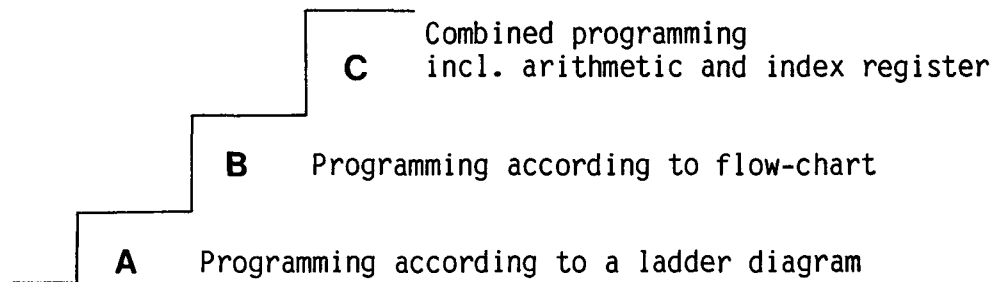 Combined programming
C incl. arithmetic and index register
B Programming according to flow-chart
A Programming according to a ladder diagram